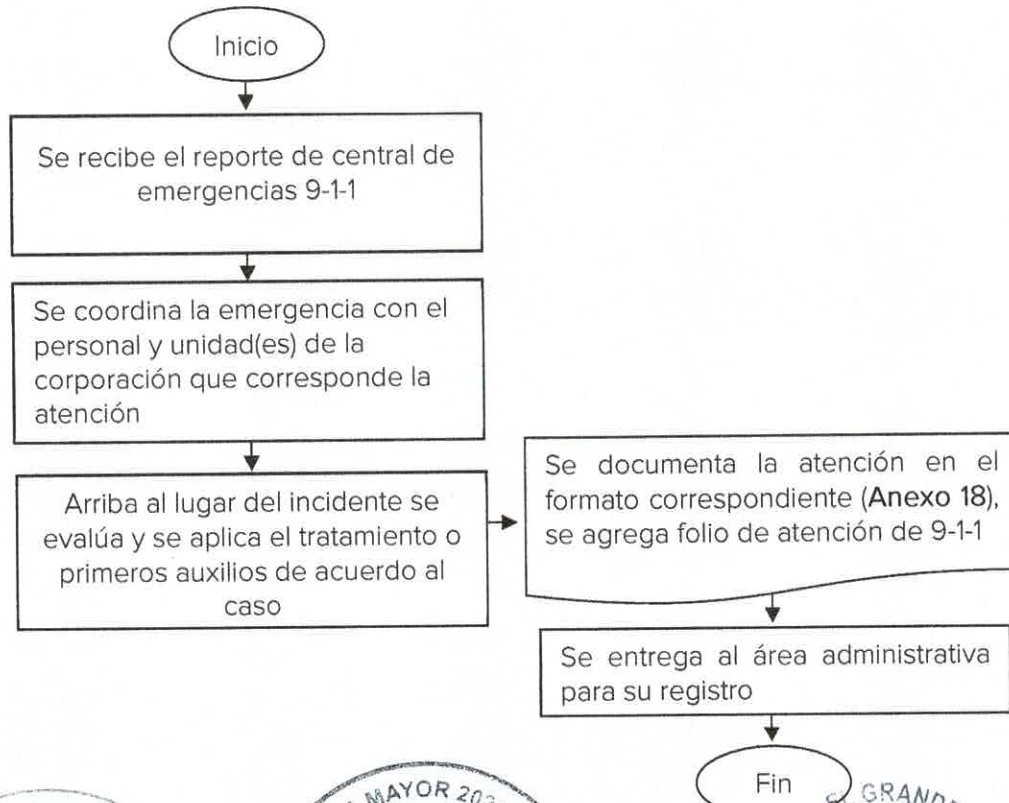 Inicio
Se recibe el reporte de central de
emergencias 9-1-1
Se coordina la emergencia con el
personal y unidad(es) de la
corporación que corresponde la
atención
Arriba al lugar del incidente se
evalúa y se aplica el tratamiento o
primeros auxilios de acuerdo al
caso
Se documenta la atención en el
formato correspondiente (Anexo 18),
se agrega folio de atención de 9-1-1
Se entrega al área administrativa
para su registro
Fin
MAYOR